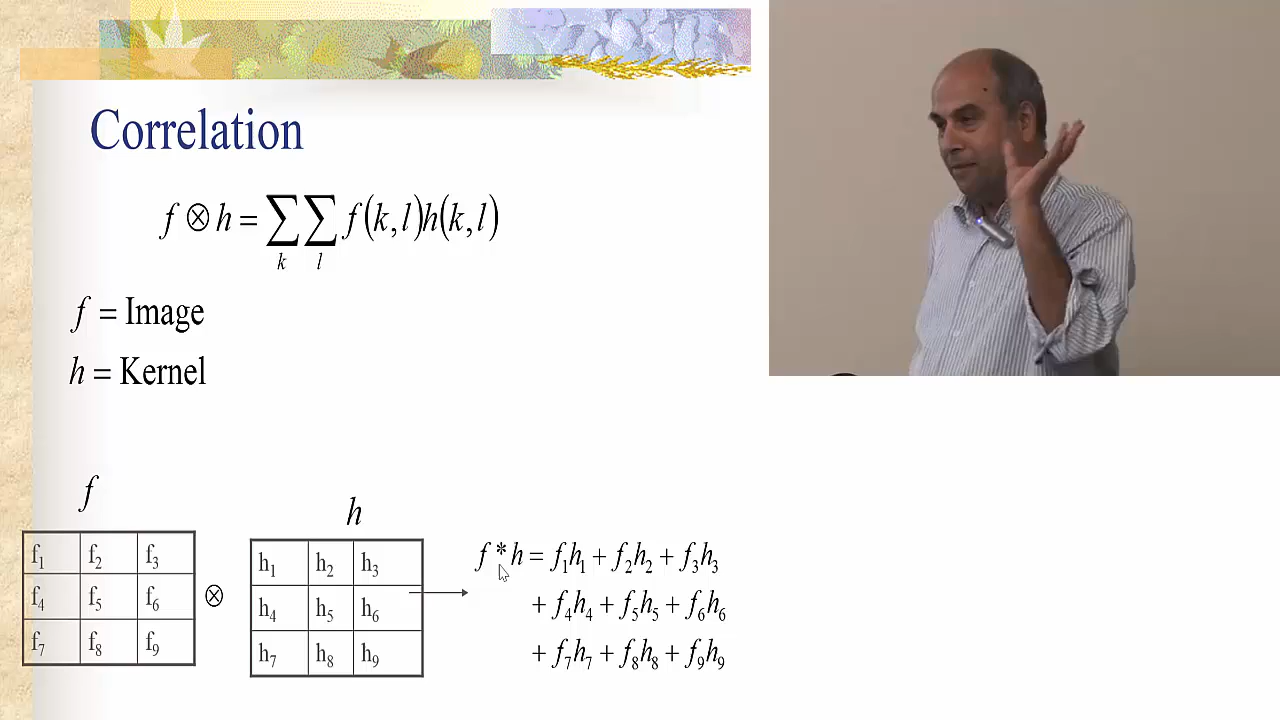 Correlation
f ⊗ h = ∑ ∑ f(k, l)h(k, l)
k l
f = Image
h = Kernel
f
h
f₁ f₂ f₃
f₄ f₅ f₆
f₇ f₈ f₉
⊗
h₁ h₂ h₃
h₄ h₅ h₆
h₇ h₈ h₉
f * h = f₁h₁ + f₂h₂ + f₃h₃
+ f₄h₄ + f₅h₅ + f₆h₆
+ f₇h₇ + f₈h₈ + f₉h₉